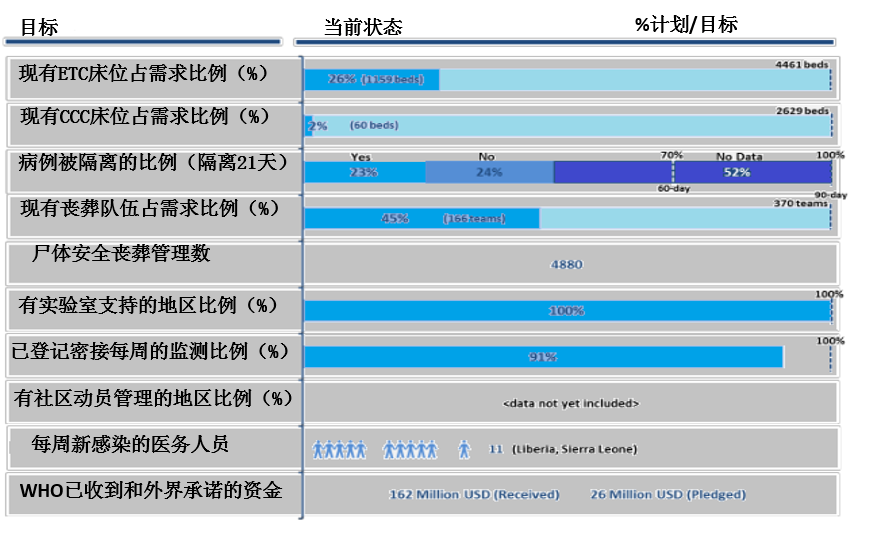 目标 当前状态 %计划/目标
现有ETC床位占需求比例（%） 26% (1159 beds) 4461 beds
现有CCC床位占需求比例（%） 2% (60 beds) 2629 beds
病例被隔离的比例（隔离21天） Yes No 70% No Data 100%
23% 24% 52%
60-day
90-day
现有丧葬队伍占需求比例（%） 45% (166 teams) 370 teams
尸体安全丧葬管理数 4880
有实验室支持的地区比例（%） 100% 100%
已登记密接每周的监测比例（%） 91% 100%
有社区动员管理的地区比例（%） <data not yet included>
每周新感染的医务人员 11 (Liberia, Sierra Leone)
WHO已收到和外界承诺的资金 162 Million USD (Received) 26 Million USD (Pledged)